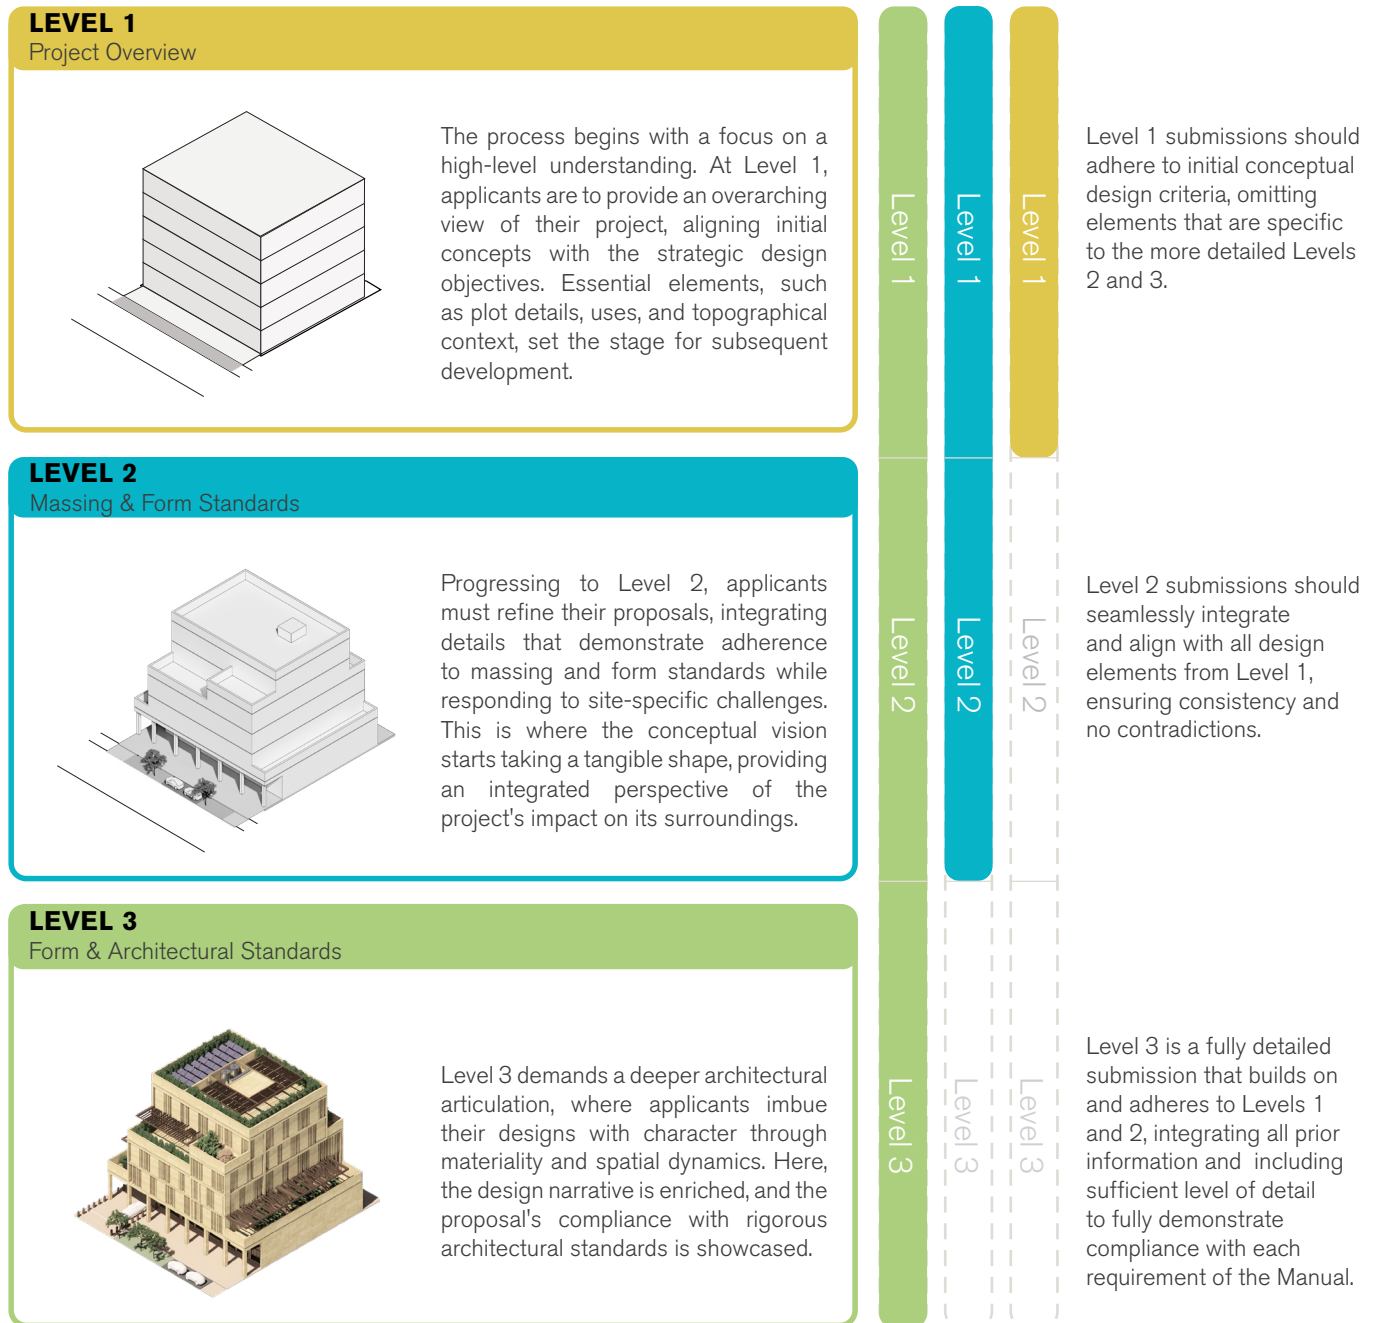 LEVEL 1
Project Overview
The process begins with a focus on a
high-level understanding. At Level 1,
applicants are to provide an overarching
view of their project, aligning initial
concepts with the strategic design
objectives. Essential elements, such
as plot details, uses, and topographical
context, set the stage for subsequent
development.
Level 1
Level 1
Level 1
Level 1 submissions should
adhere to initial conceptual
design criteria, omitting
elements that are specific
to the more detailed Levels
2 and 3.
LEVEL 2
Massing & Form Standards
Progressing to Level 2, applicants
must refine their proposals, integrating
details that demonstrate adherence
to massing and form standards while
responding to site-specific challenges.
This is where the conceptual vision
starts taking a tangible shape, providing
an integrated perspective of the
project's impact on its surroundings.
Level 2
Level 2
Level 2
Level 2 submissions should
seamlessly integrate
and align with all design
elements from Level 1,
ensuring consistency and
no contradictions.
LEVEL 3
Form & Architectural Standards
Level 3 demands a deeper architectural
articulation, where applicants imbue
their designs with character through
materiality and spatial dynamics. Here,
the design narrative is enriched, and the
proposal's compliance with rigorous
architectural standards is showcased.
Level 3
Level 3
Level 3
Level 3 is a fully detailed
submission that builds on
and adheres to Levels 1
and 2, integrating all prior
information and including
sufficient level of detail
to fully demonstrate
compliance with each
requirement of the Manual.